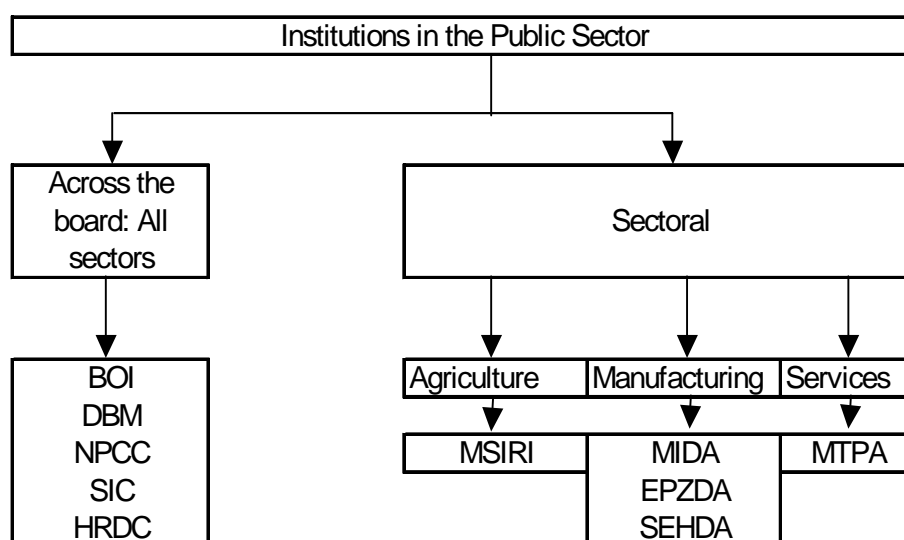 Institutions in the Public Sector
Across the
board: All
sectors
Sectoral
BOI
DBM
NPCC
SIC
HRDC
Agriculture
Manufacturing
Services
MSIRI
MIDA
EPZDA
SEHDA
MTPA